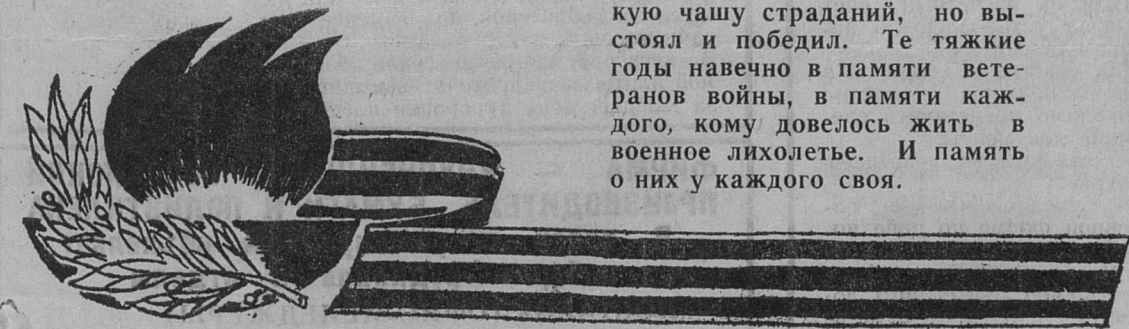 кую чашу страданий, но вы-
стоял и победил. Те тяжкие
годы навечно в памяти вете-
ранов войны, в памяти каж-
дого, кому довелось жить в
военное лихолетье. И память
о них у каждого своя.